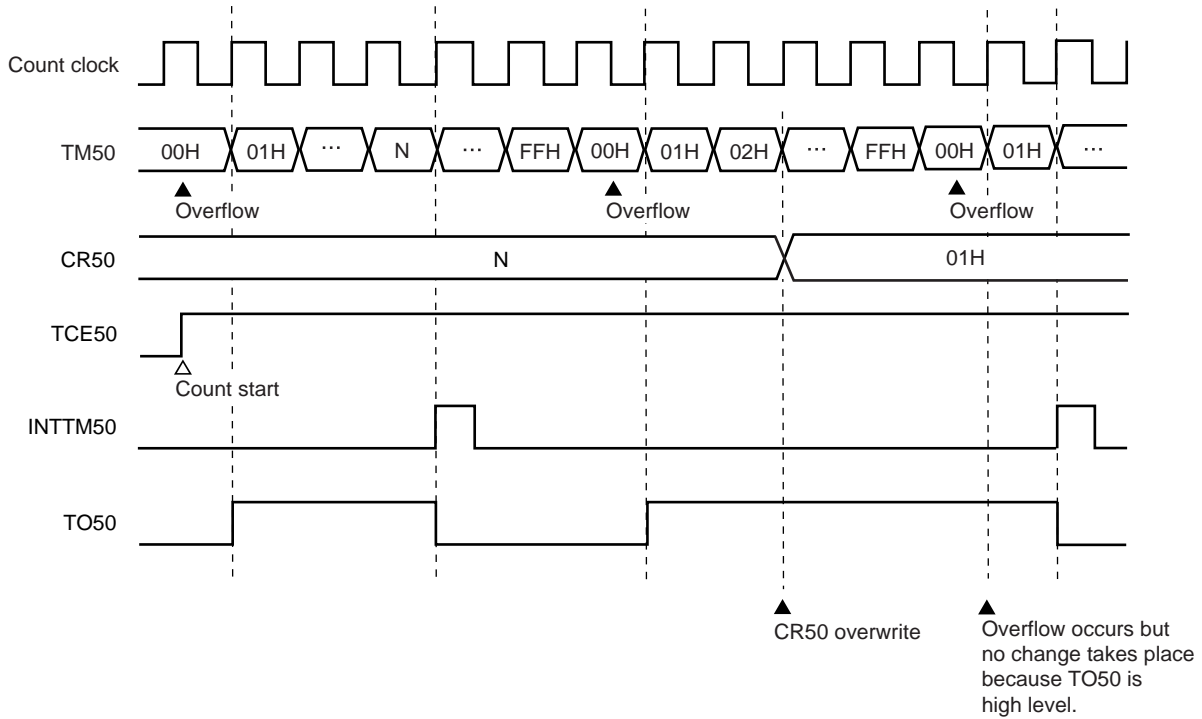 Count clock
TM50 00H 01H ... N ... FFH 00H 01H 02H ... FFH 00H 01H ...
Overflow Overflow Overflow
CR50 N 01H
TCE50
Count start
INTTM50
TO50
CR50 overwrite
Overflow occurs but
no change takes place
because TO50 is
high level.